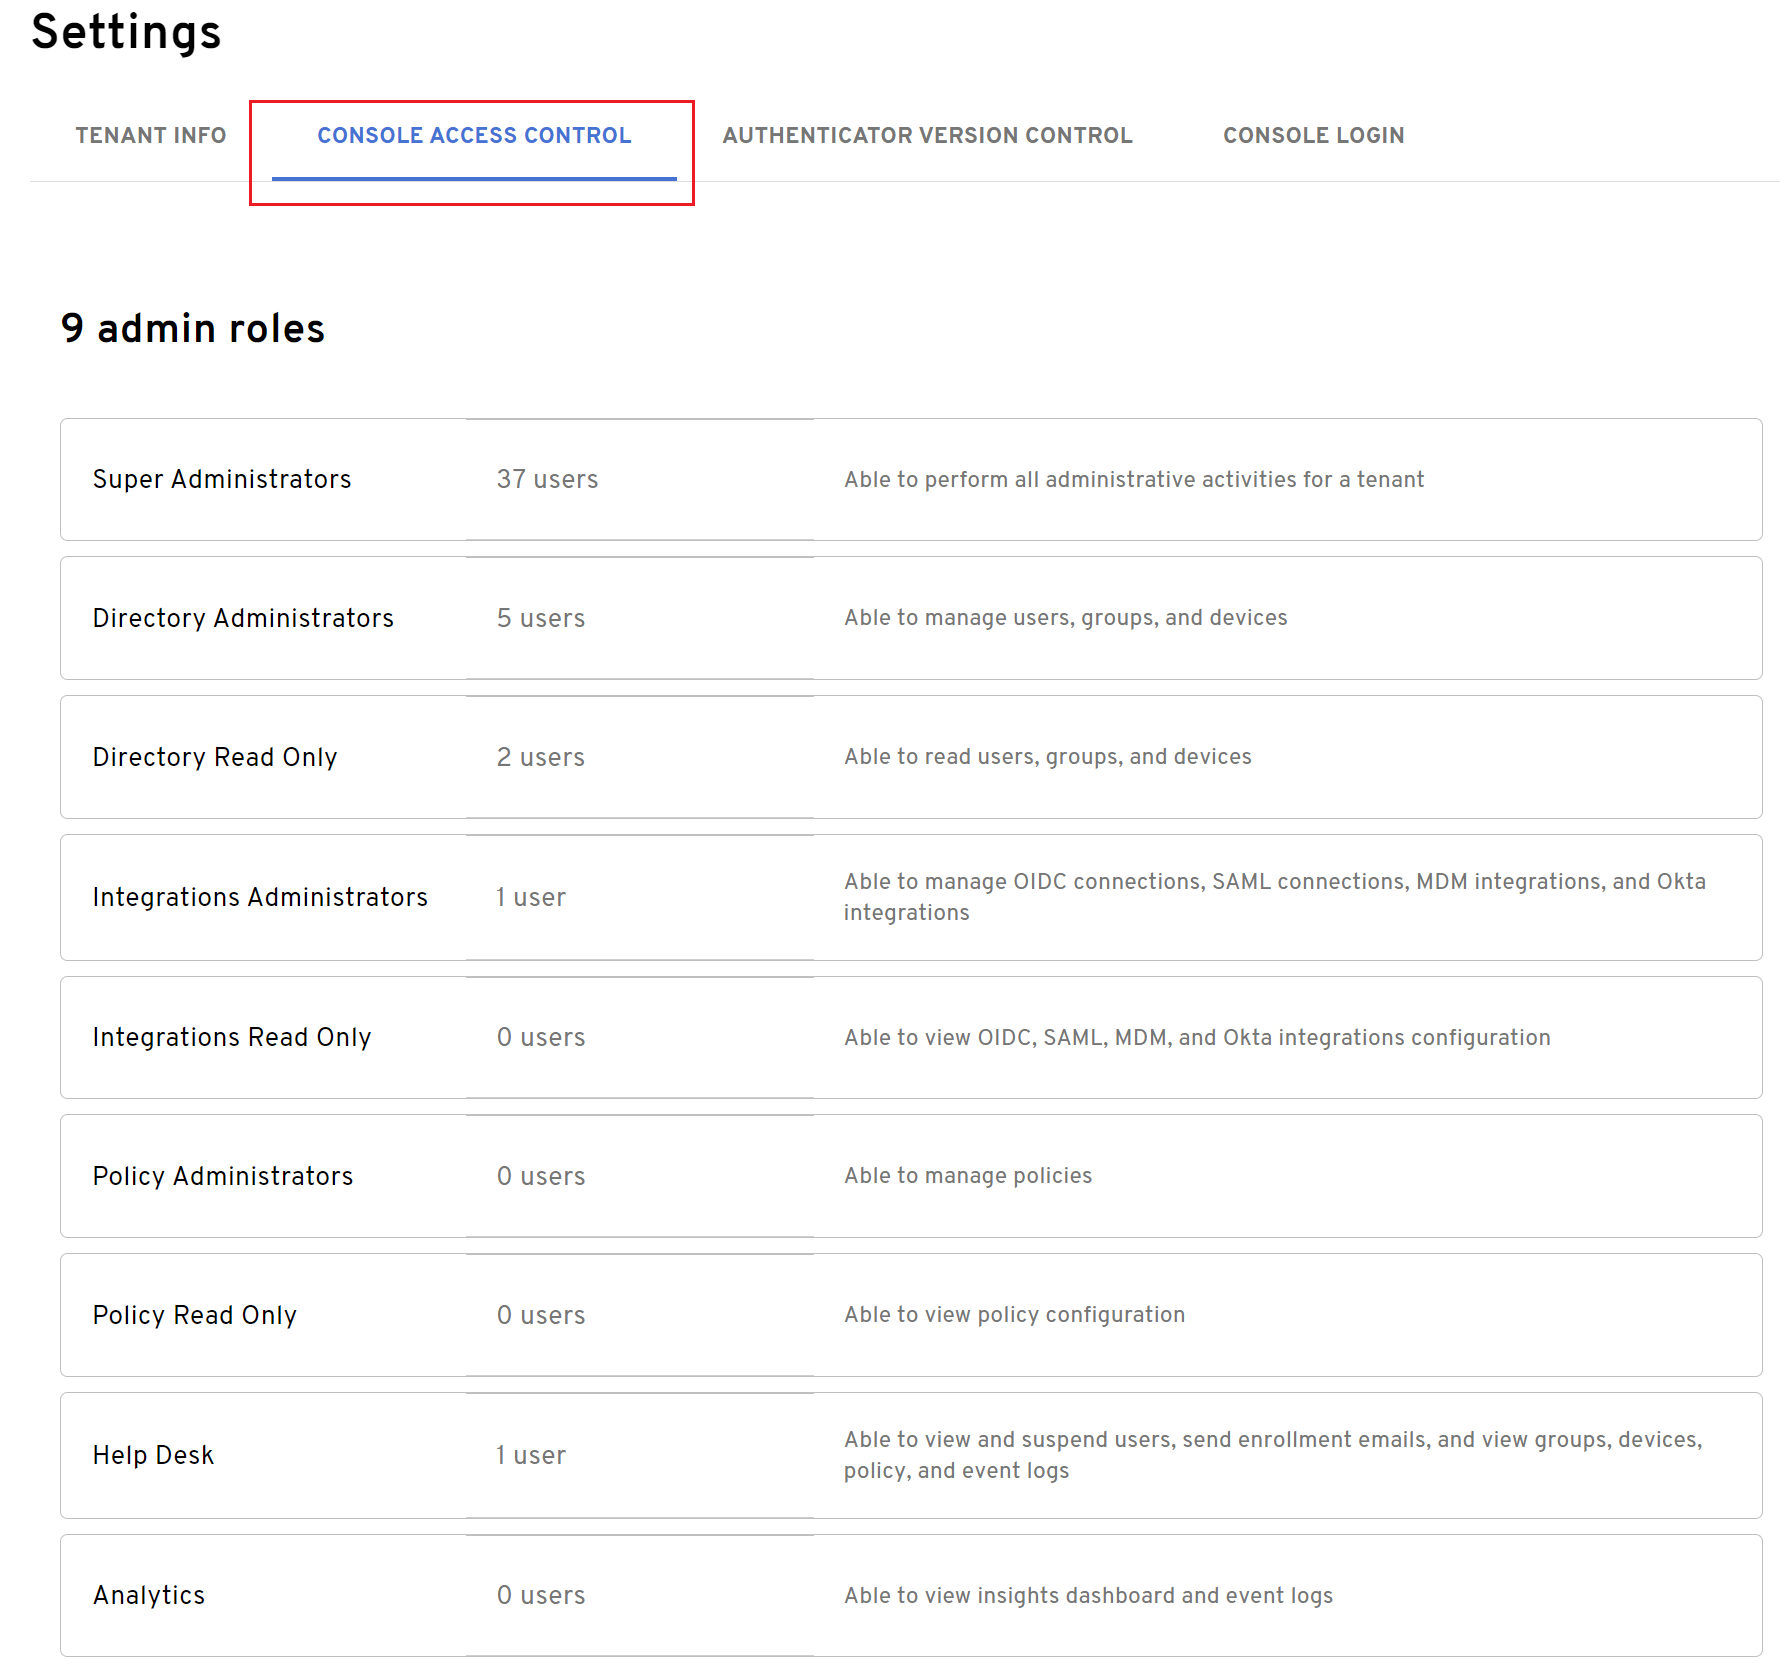 Settings
TENANT INFO CONSOLE ACCESS CONTROL AUTHENTICATOR VERSION CONTROL CONSOLE LOGIN
9 admin roles
Super Administrators 37 users Able to perform all administrative activities for a tenant
Directory Administrators 5 users Able to manage users, groups, and devices
Directory Read Only 2 users Able to read users, groups, and devices
Integrations Administrators 1 user Able to manage OIDC connections, SAML connections, MDM integrations, and Okta
integrations
Integrations Read Only 0 users Able to view OIDC, SAML, MDM, and Okta integrations configuration
Policy Administrators 0 users Able to manage policies
Policy Read Only 0 users Able to view policy configuration
Help Desk 1 user Able to view and suspend users, send enrollment emails, and view groups, devices,
policy, and event logs
Analytics 0 users Able to view insights dashboard and event logs